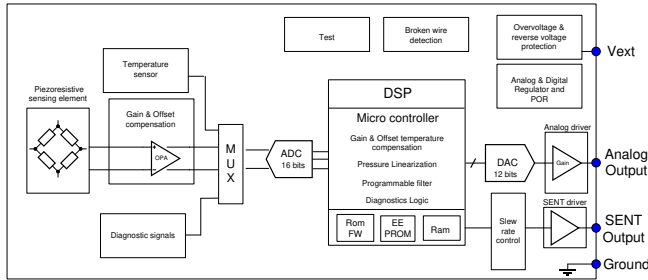 Test
Broken wire
detection
Overvoltage &
reverse voltage
protection
Vext
Temperature
sensor
Analog & Digital
Regulator and
POR
Piezoresistive
sensing element
Gain & Offset
compensation
OPA
M
U
X
ADC
16 bits
DSP
Micro controller
Gain & Offset temperature
compensation
Pressure Linearization
Programmable filter
Diagnostics Logic
Rom
FW
EE
PROM
Ram
DAC
12 bits
Analog driver
Gain
Analog
Output
Diagnostic signals
Slew
rate
control
SENT driver
SENT
Output
Ground